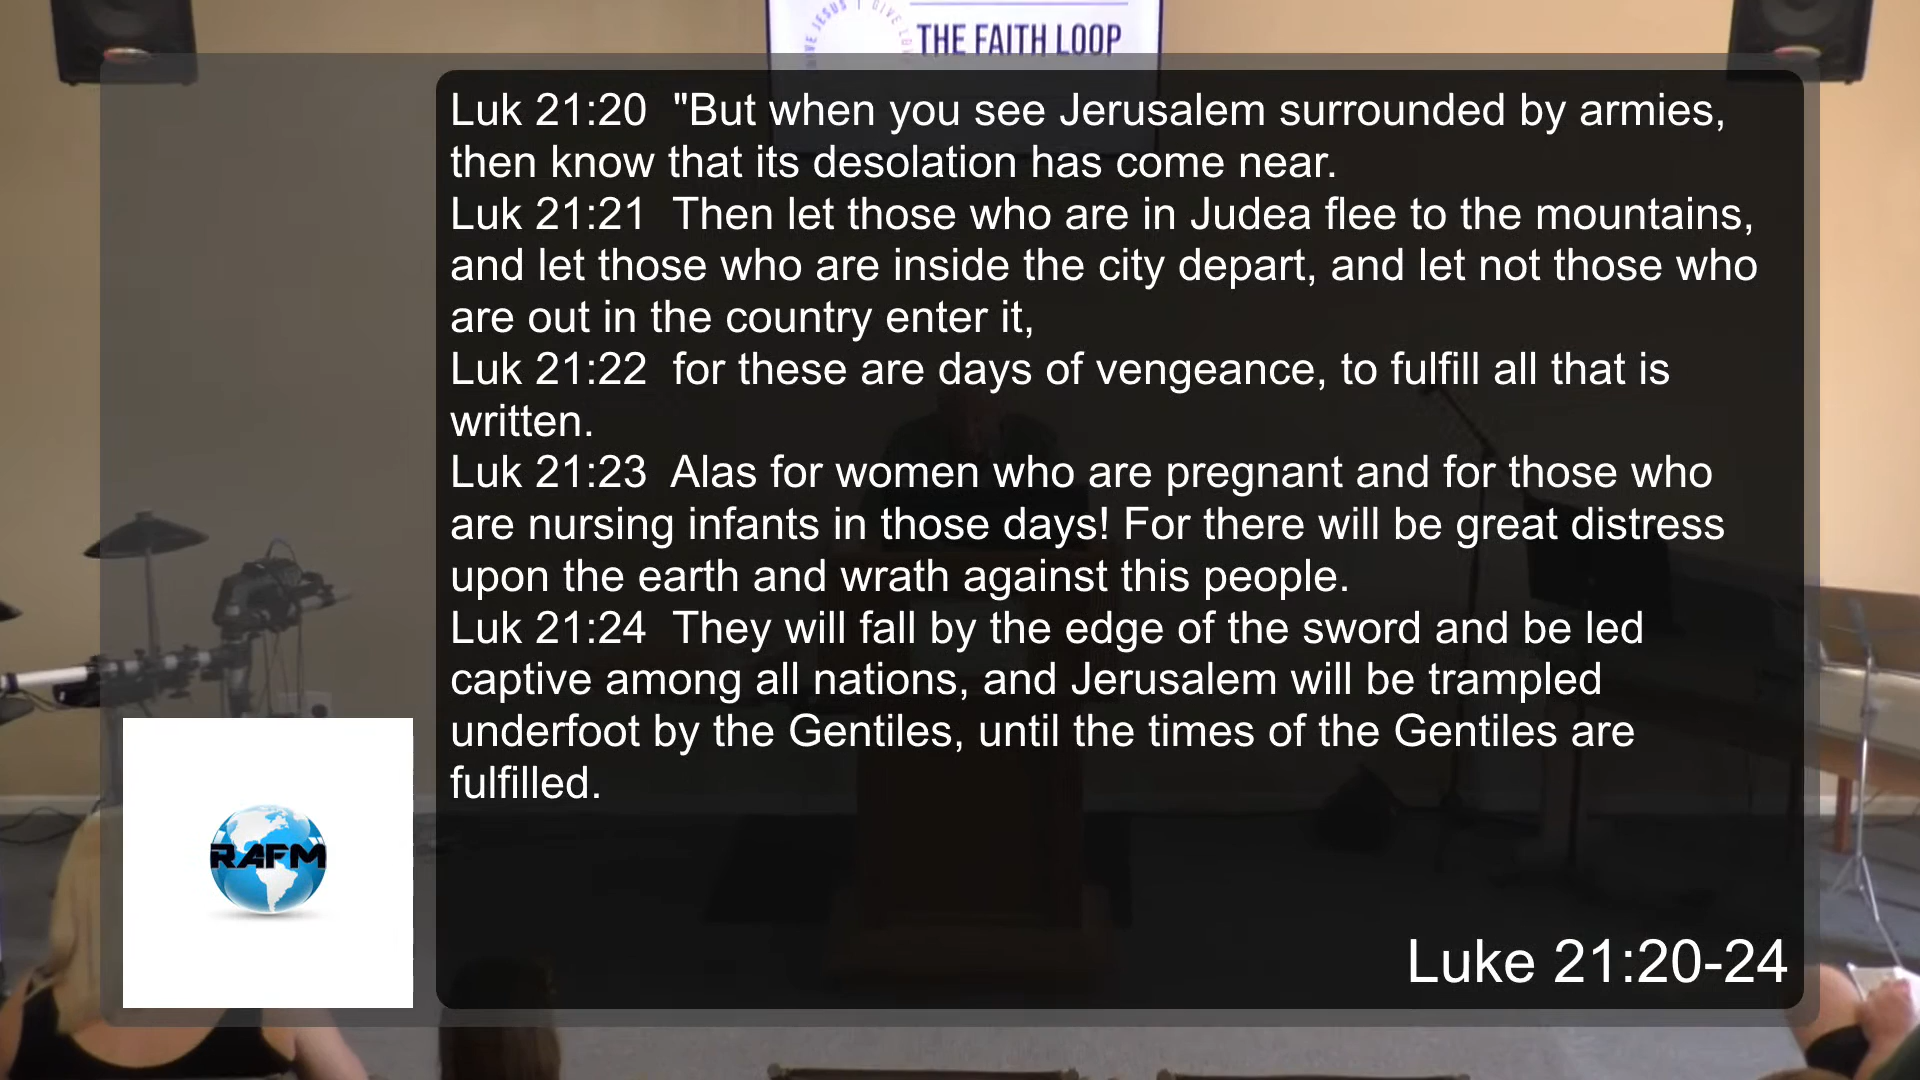 GIVE JESUS | GIVE LOVE
THE FAITH LOOP
Luk 21:20  "But when you see Jerusalem surrounded by armies,
then know that its desolation has come near.
Luk 21:21  Then let those who are in Judea flee to the mountains,
and let those who are inside the city depart, and let not those who
are out in the country enter it,
Luk 21:22  for these are days of vengeance, to fulfill all that is
written.
Luk 21:23  Alas for women who are pregnant and for those who
are nursing infants in those days! For there will be great distress
upon the earth and wrath against this people.
Luk 21:24  They will fall by the edge of the sword and be led
captive among all nations, and Jerusalem will be trampled
underfoot by the Gentiles, until the times of the Gentiles are
fulfilled.
RAFM
Luke 21:20-24